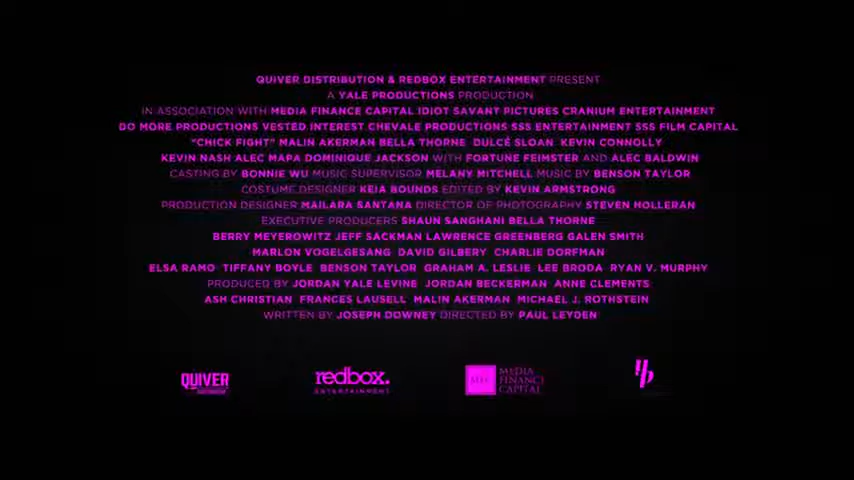 QUIVER DISTRIBUTION & REDBOX ENTERTAINMENT PRESENT
A YALE PRODUCTIONS PRODUCTION
IN ASSOCIATION WITH MEDIA FINANCE CAPITAL IDIOT SAVANT PICTURES CRANIUM ENTERTAINMENT
DO MORE PRODUCTIONS VESTED INTEREST CHEVALE PRODUCTIONS SSS ENTERTAINMENT SSS FILM CAPITAL
"CHICK FIGHT" MALIN AKERMAN BELLA THORNE DULCÉ SLOAN KEVIN CONNOLLY
KEVIN NASH ALEC MAPA DOMINIQUE JACKSON WITH FORTUNE FEIMSTER AND ALEC BALDWIN
CASTING BY BONNIE WU MUSIC SUPERVISOR MELANY MITCHELL MUSIC BY BENSON TAYLOR
COSTUME DESIGNER KEIA BOUNDS EDITED BY KEVIN ARMSTRONG
PRODUCTION DESIGNER MAILARA SANTANA DIRECTOR OF PHOTOGRAPHY STEVEN HOLLERAN
EXECUTIVE PRODUCERS SHAUN SANGHANI BELLA THORNE
BERRY MEYEROWITZ JEFF SACKMAN LAWRENCE GREENBERG GALEN SMITH
MARLON VOGELGESANG DAVID GILBERY CHARLIE DORFMAN
ELSA RAMO TIFFANY BOYLE BENSON TAYLOR GRAHAM A. LESLIE LEE BRODA RYAN V. MURPHY
PRODUCED BY JORDAN YALE LEVINE JORDAN BECKERMAN ANNE CLEMENTS
ASH CHRISTIAN FRANCES LAUSELL MALIN AKERMAN MICHAEL J. ROTHSTEIN
WRITTEN BY JOSEPH DOWNEY DIRECTED BY PAUL LEYDEN
QUIVER
redbox.
ENTERTAINMENT
MEDIA
FINANCE
CAPITAL